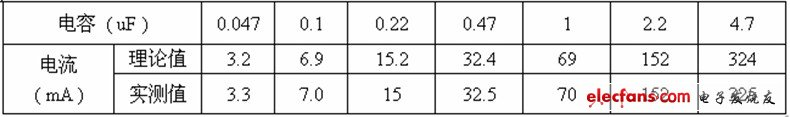 电容(uF) 0.047 0.1 0.22 0.47 1 2.2 4.7
电流(mA) 理论值 3.2 6.9 15.2 32.4 69 152 324
实测值 3.3 7.0 15 32.5 70 152 325
elecfans.com 电子发烧友